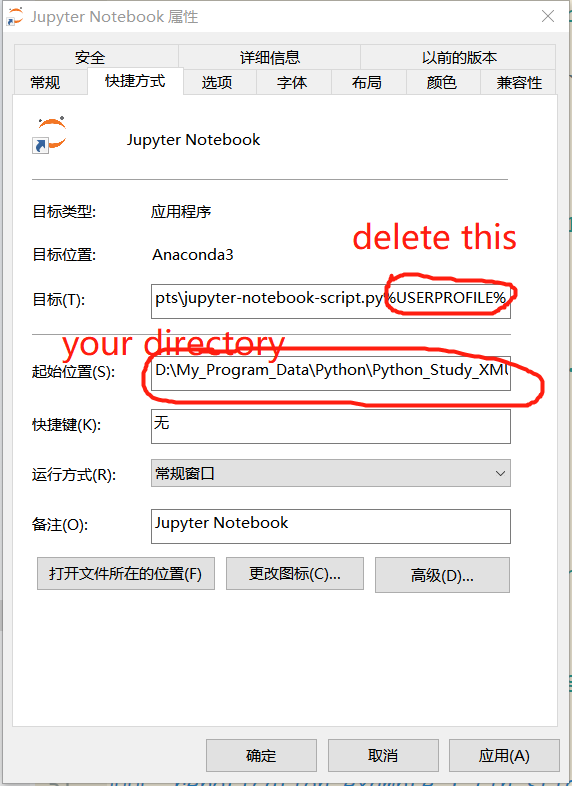 Jupyter Notebook 属性
安全 详细信息 以前的版本
常规 快捷方式 选项 字体 布局 颜色 兼容性
Jupyter Notebook
目标类型: 应用程序
delete this
目标位置: Anaconda3
目标(T): pts\jupyter-notebook-script.py %USERPROFILE%
your directory
起始位置(S): D:\My_Program_Data\Python\Python_Study_XMU
快捷键(K): 无
运行方式(R): 常规窗口
备注(O): Jupyter Notebook
打开文件所在的位置(F) 更改图标(C)... 高级(D)...
确定 取消 应用(A)